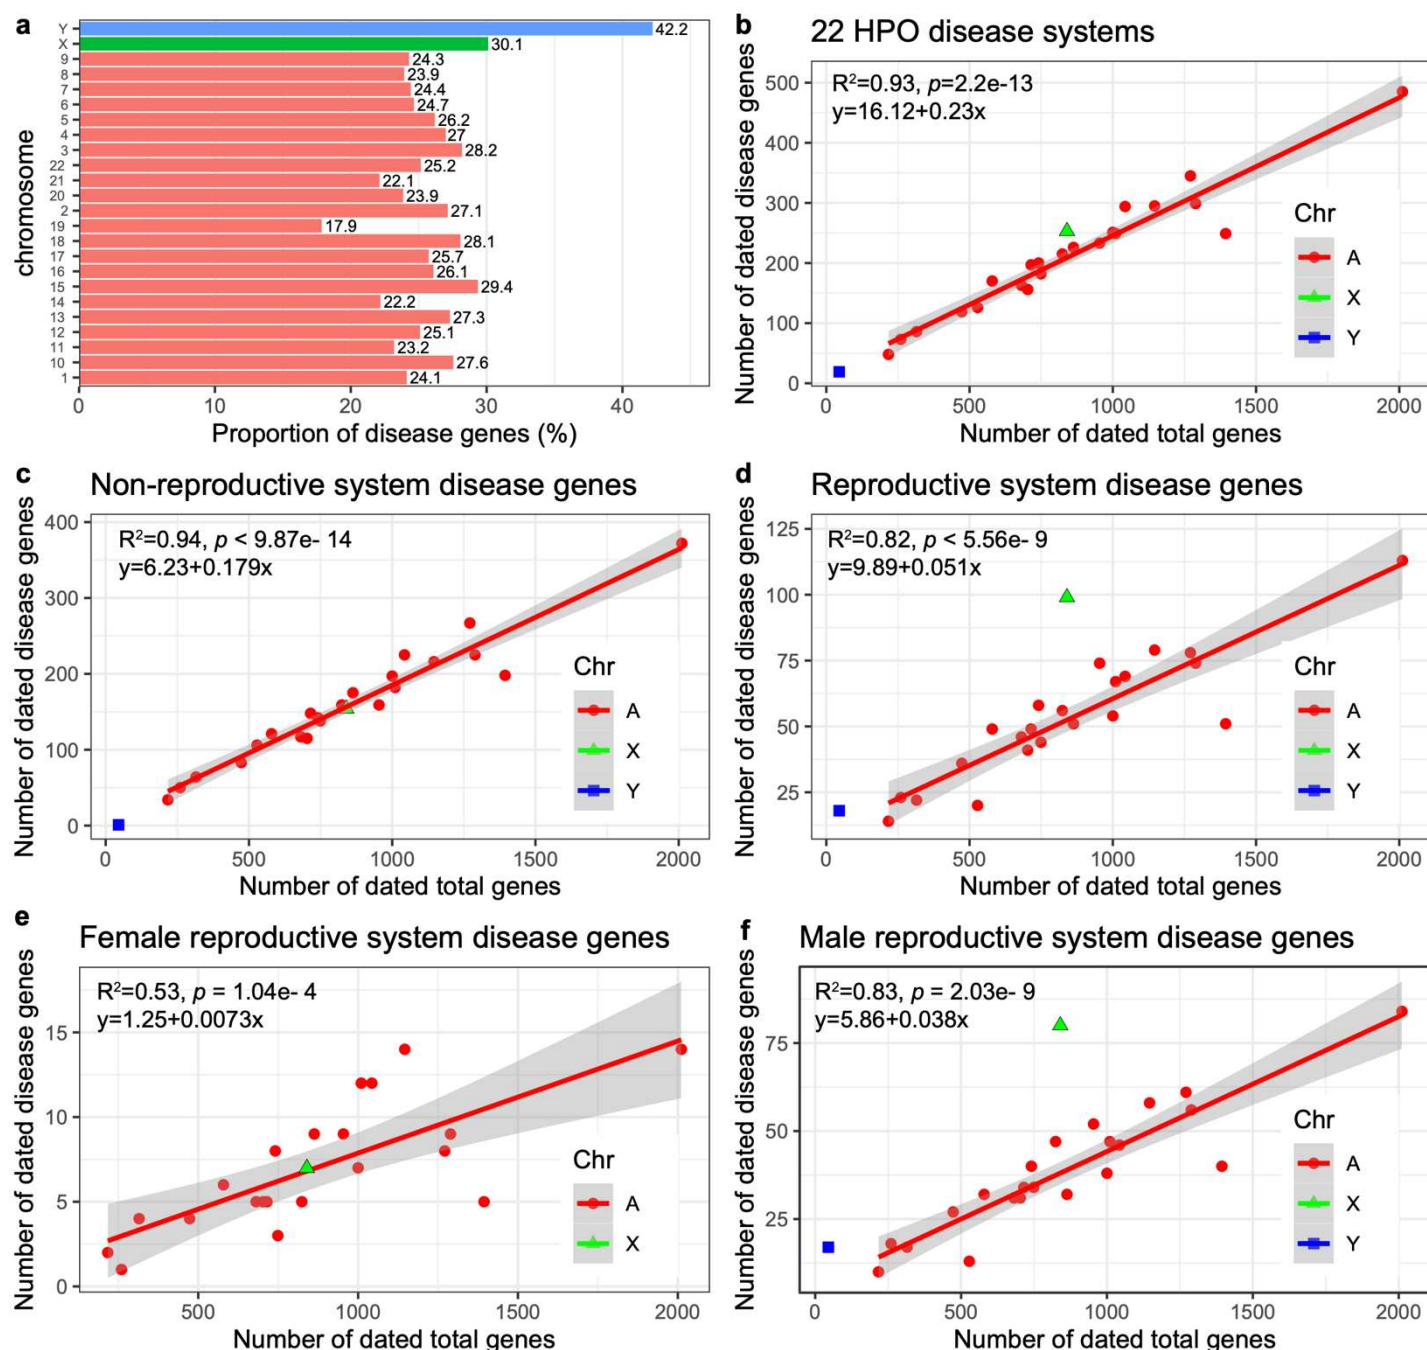 a
Y 42.2
X 30.1
9 24.3
8 23.9
7 24.4
6 24.7
5 26.2
4 27
3 28.2
22 25.2
21 22.1
20 23.9
2 27.1
19 17.9
18 28.1
17 25.7
16 26.1
15 29.4
14 22.2
13 27.3
12 25.1
11 23.2
10 27.6
1 24.1
0 10 20 30 40
chromosome
Proportion of disease genes (%)
b
22 HPO disease systems
R²=0.93, p=2.2e-13
y=16.12+0.23x
Number of dated disease genes
500
400
300
200
100
0
0 500 1000 1500 2000
Number of dated total genes
Chr
A
X
Y
c
Non-reproductive system disease genes
R²=0.94, p < 9.87e- 14
y=6.23+0.179x
Number of dated disease genes
400
300
200
100
0
0 500 1000 1500 2000
Number of dated total genes
Chr
A
X
Y
d
Reproductive system disease genes
R²=0.82, p < 5.56e- 9
y=9.89+0.051x
Number of dated disease genes
125
100
75
50
25
0 500 1000 1500 2000
Number of dated total genes
Chr
A
X
Y
e
Female reproductive system disease genes
R²=0.53, p = 1.04e- 4
y=1.25+0.0073x
Number of dated disease genes
15
10
5
0
500 1000 1500 2000
Number of dated total genes
Chr
A
X
f
Male reproductive system disease genes
R²=0.83, p = 2.03e- 9
y=5.86+0.038x
Number of dated disease genes
75
50
25
0 500 1000 1500 2000
Number of dated total genes
Chr
A
X
Y